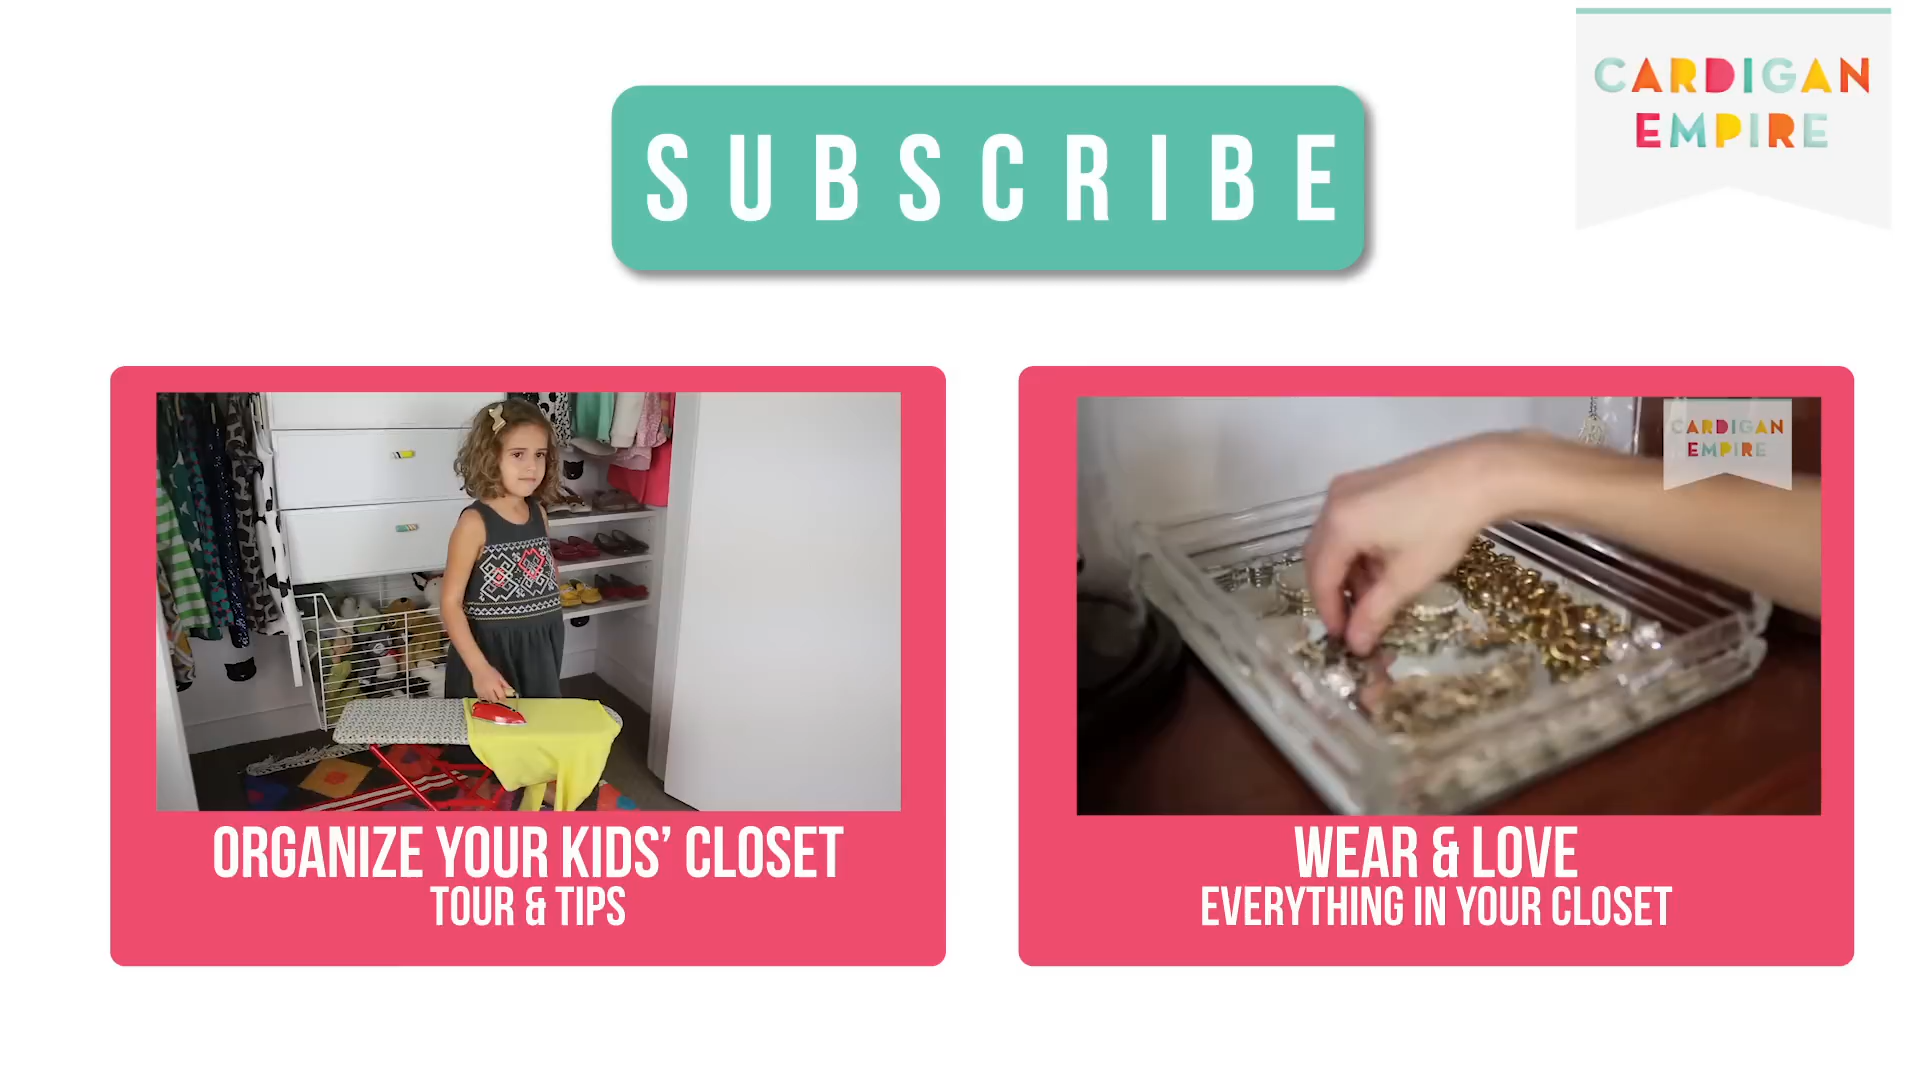 CARDIGAN
EMPIRE
SUBSCRIBE
CARDIGAN
EMPIRE
ORGANIZE YOUR KIDS’ CLOSET
TOUR & TIPS
WEAR & LOVE
EVERYTHING IN YOUR CLOSET